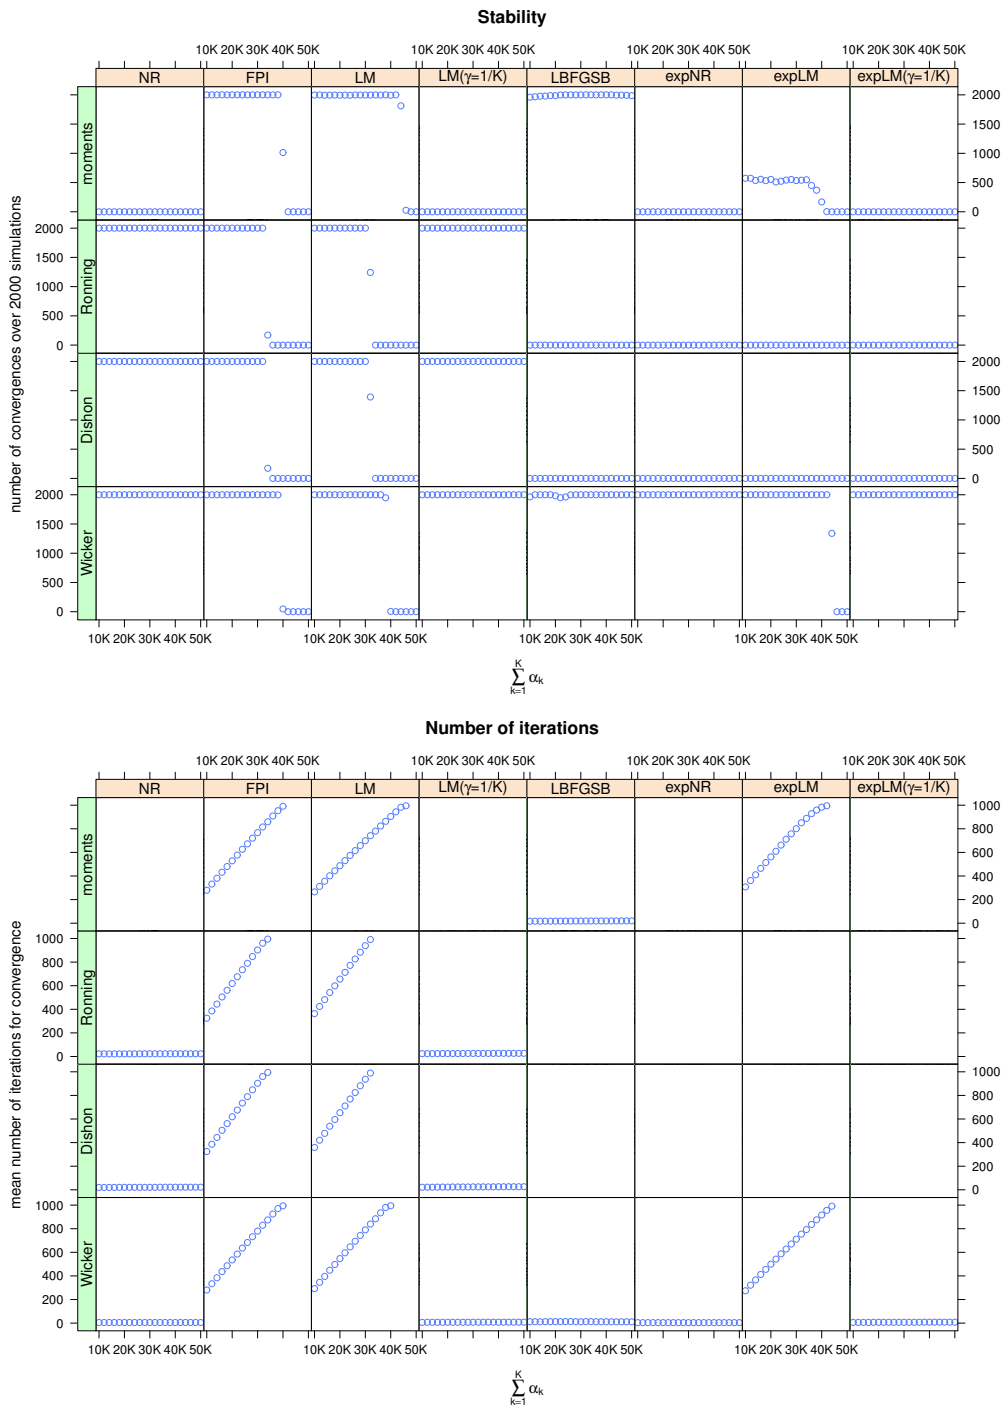 Stability
10K 20K 30K 40K 50K 10K 20K 30K 40K 50K 10K 20K 30K 40K 50K 10K 20K 30K 40K 50K
NR FPI LM LM(γ=1/K) LBFGSB expNR expLM expLM(γ=1/K)
number of convergences over 2000 simulations
moments
2000
1500
1000
500
0
Ronning
2000
1500
1000
500
0
Dishon
2000
1500
1000
500
0
Wicker
2000
1500
1000
500
0
10K 20K 30K 40K 50K 10K 20K 30K 40K 50K 10K 20K 30K 40K 50K 10K 20K 30K 40K 50K
K
∑ αk
k=1
Number of iterations
10K 20K 30K 40K 50K 10K 20K 30K 40K 50K 10K 20K 30K 40K 50K 10K 20K 30K 40K 50K
NR FPI LM LM(γ=1/K) LBFGSB expNR expLM expLM(γ=1/K)
mean number of iterations for convergence
moments
1000
800
600
400
200
0
Ronning
1000
800
600
400
200
0
Dishon
1000
800
600
400
200
0
Wicker
1000
800
600
400
200
0
10K 20K 30K 40K 50K 10K 20K 30K 40K 50K 10K 20K 30K 40K 50K 10K 20K 30K 40K 50K
K
∑ αk
k=1